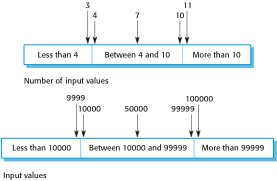 3
11
4
7
10
Less than 4
Between 4 and 10
More than 10
Number of input values
9999
100000
10000
50000
99999
Less than 10000
Between 10000 and 99999
More than 99999
Input values